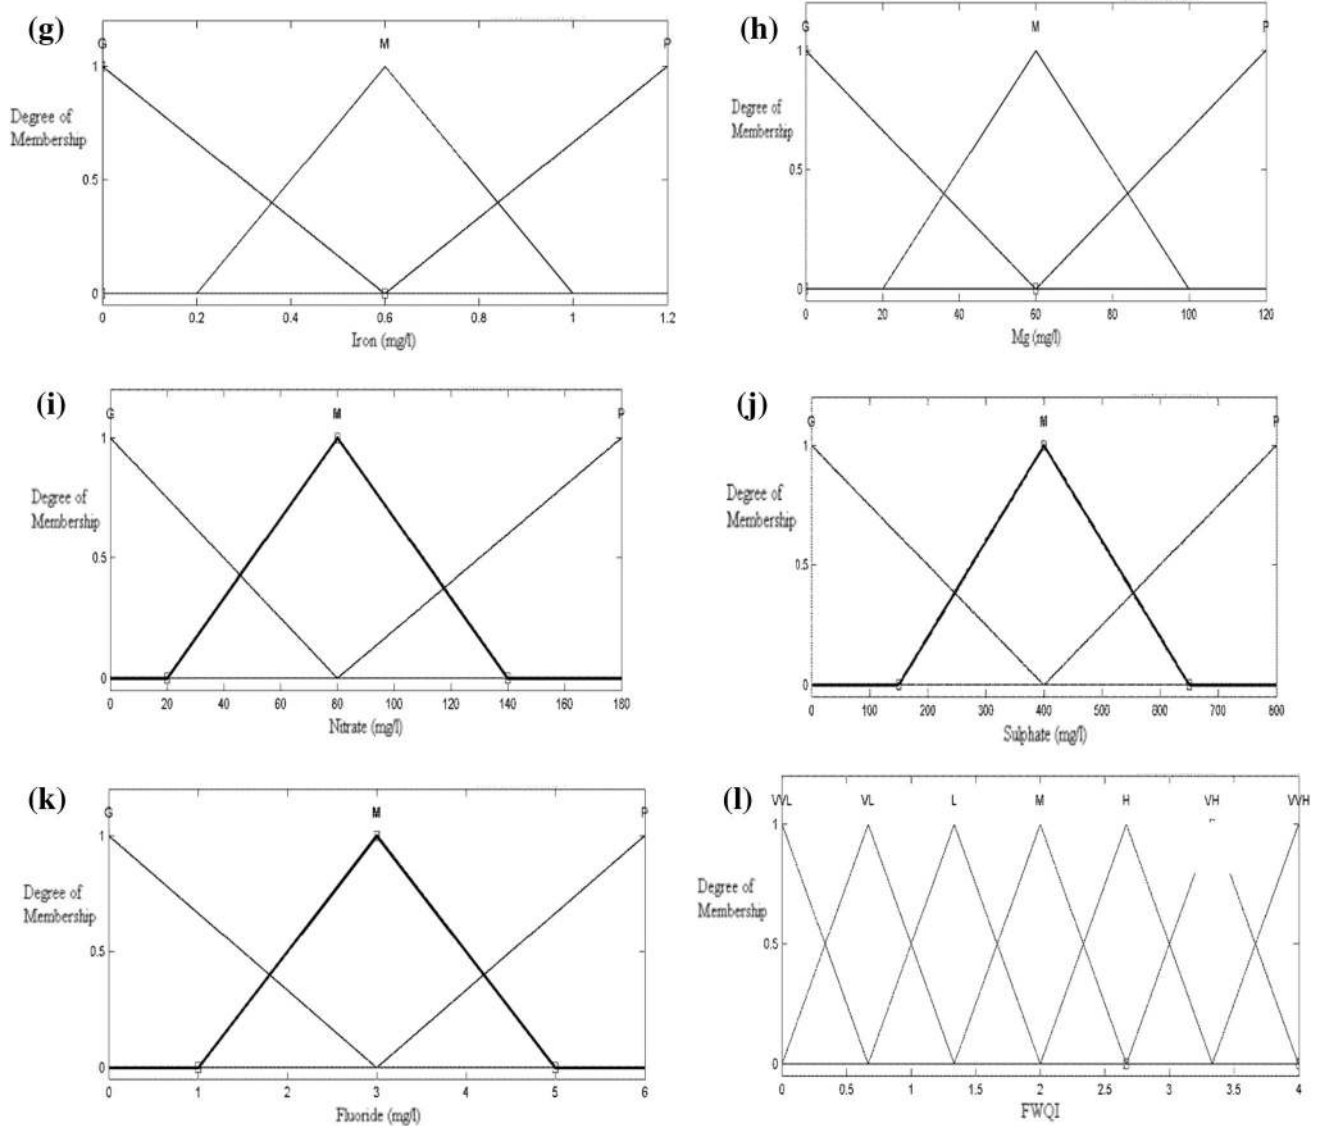 (g)
G M P
1
Degree of
Membership
0.5
0
0 0.2 0.4 0.6 0.8 1 1.2
Iron (mg/l)
(h)
G M P
1
Degree of
Membership
0.5
0
0 20 40 60 80 100 120
Mg (mg/l)
(i)
G M P
1
Degree of
Membership
0.5
0
0 20 40 60 80 100 120 140 160 180
Nitrate (mg/l)
(j)
G M P
1
Degree of
Membership
0.5
0
0 100 200 300 400 500 600 700 800
Sulphate (mg/l)
(k)
G M P
1
Degree of
Membership
0.5
0
0 1 2 3 4 5 6
Fluoride (mg/l)
(l)
VVL VL L M H VH VVH
1
Degree of
Membership
0.5
0
0 0.5 1 1.5 2 2.5 3 3.5 4
FWQI